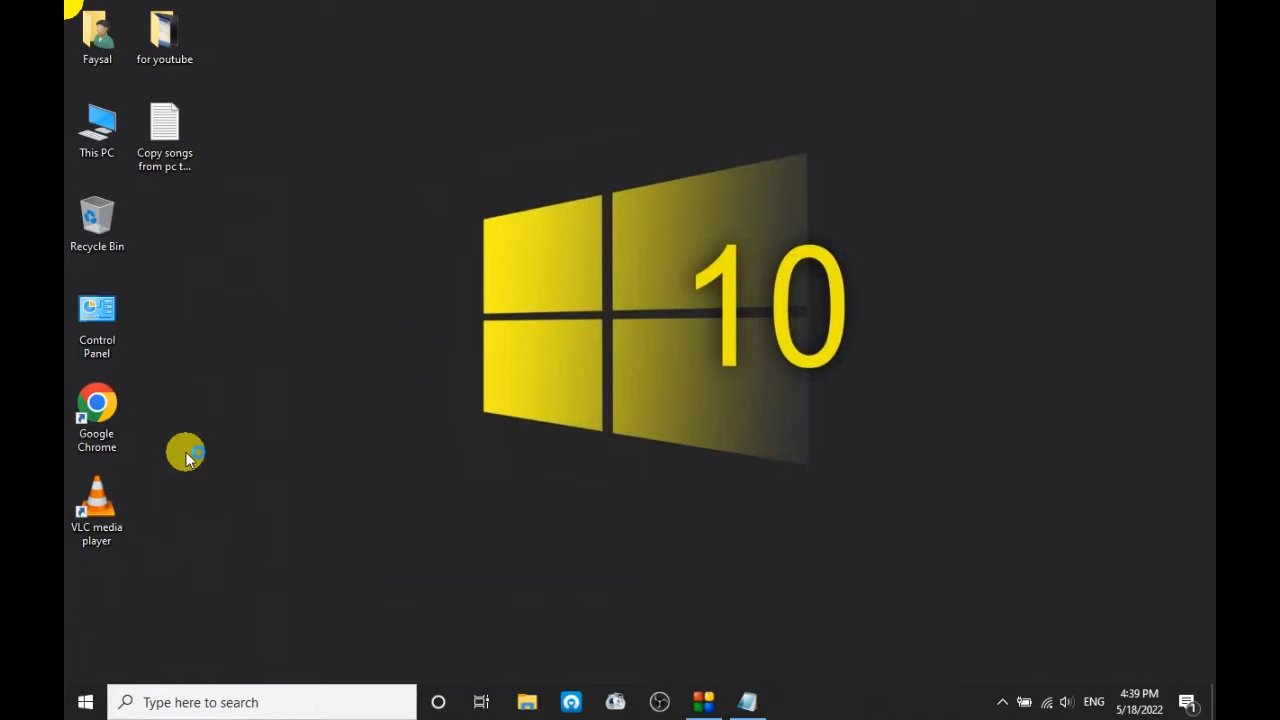 Faysal
for youtube
This PC
Copy songs
from pc t...
Recycle Bin
Control
Panel
Google
Chrome
VLC media
player
10
Type here to search
ENG
4:39 PM
5/18/2022
1